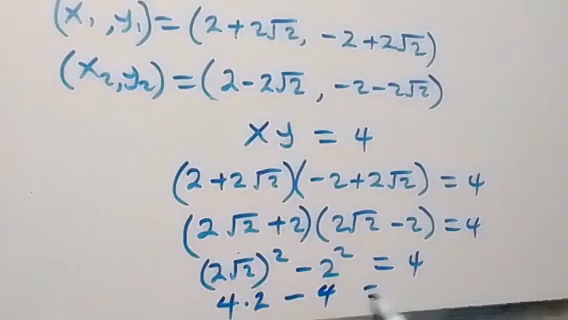 (x₁, y₁) = (2+2√2, -2+2√2)
(x₂, y₂) = (2-2√2, -2-2√2)
xy = 4
(2+2√2)(-2+2√2) = 4
(2√2+2)(2√2-2) = 4
(2√2)² - 2² = 4
4·2 - 4 =